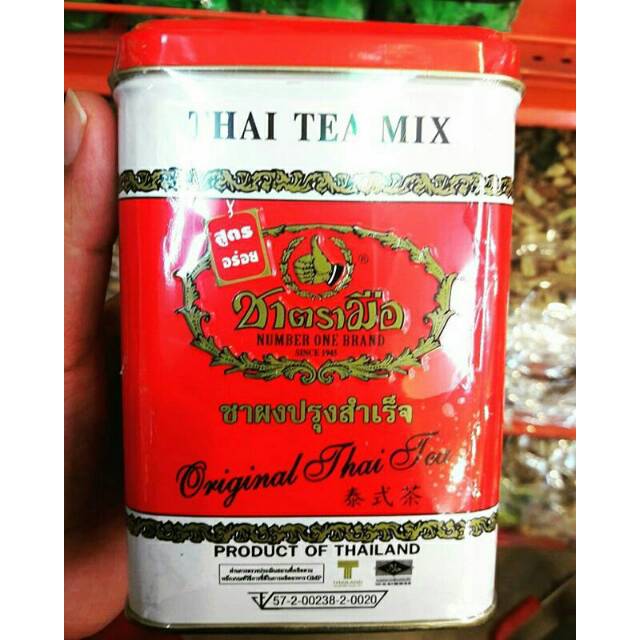 THAI TEA MIX
สูตร
อร่อย
®
ชาตรามือ
NUMBER ONE BRAND
SINCE 1945
ชาผงปรุงสำเร็จ
Original Thai Tea
泰式茶
PRODUCT OF THAILAND
T
THAILAND
57-2-00238-2-0020